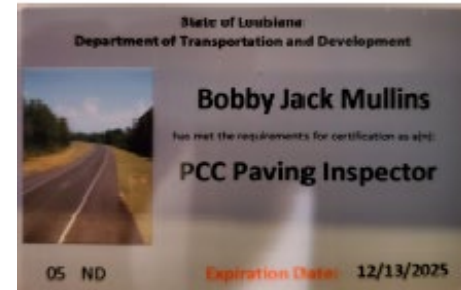 State of Louisiana
Department of Transportation and Development
Bobby Jack Mullins
has met the requirements for certification as a(n):
PCC Paving Inspector
05 ND
Expiration Date: 12/13/2025